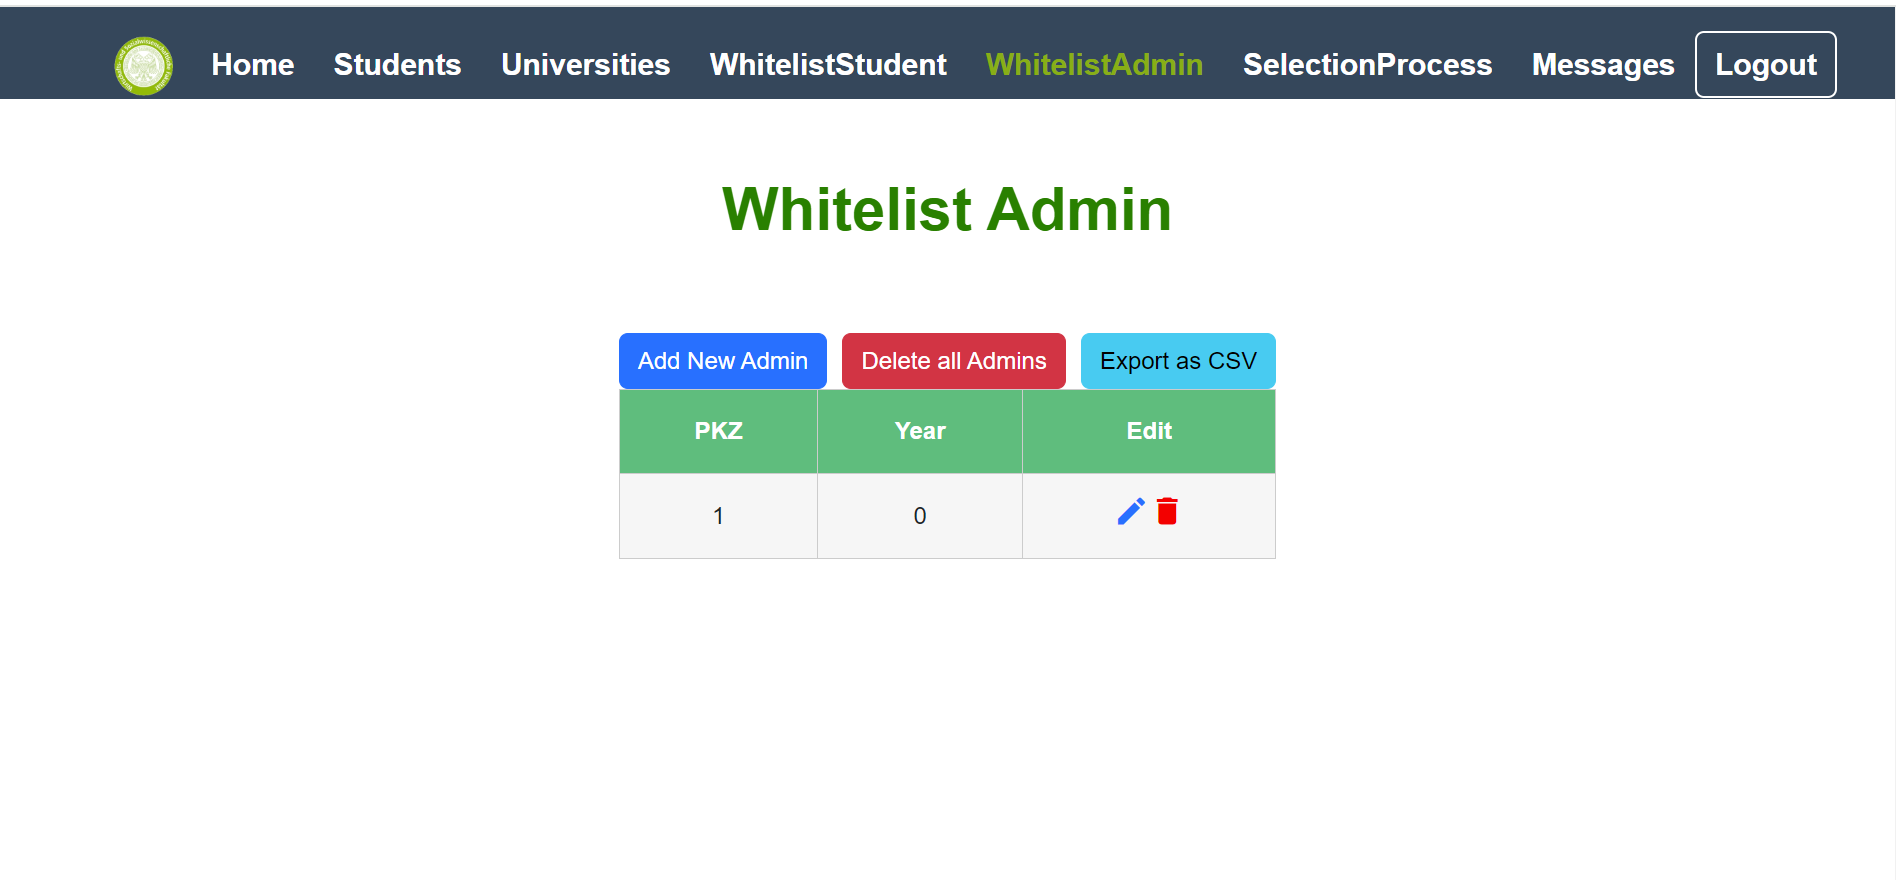 Home Students Universities WhitelistStudent WhitelistAdmin SelectionProcess Messages Logout
Whitelist Admin
Add New Admin Delete all Admins Export as CSV
PKZ Year Edit
1 0